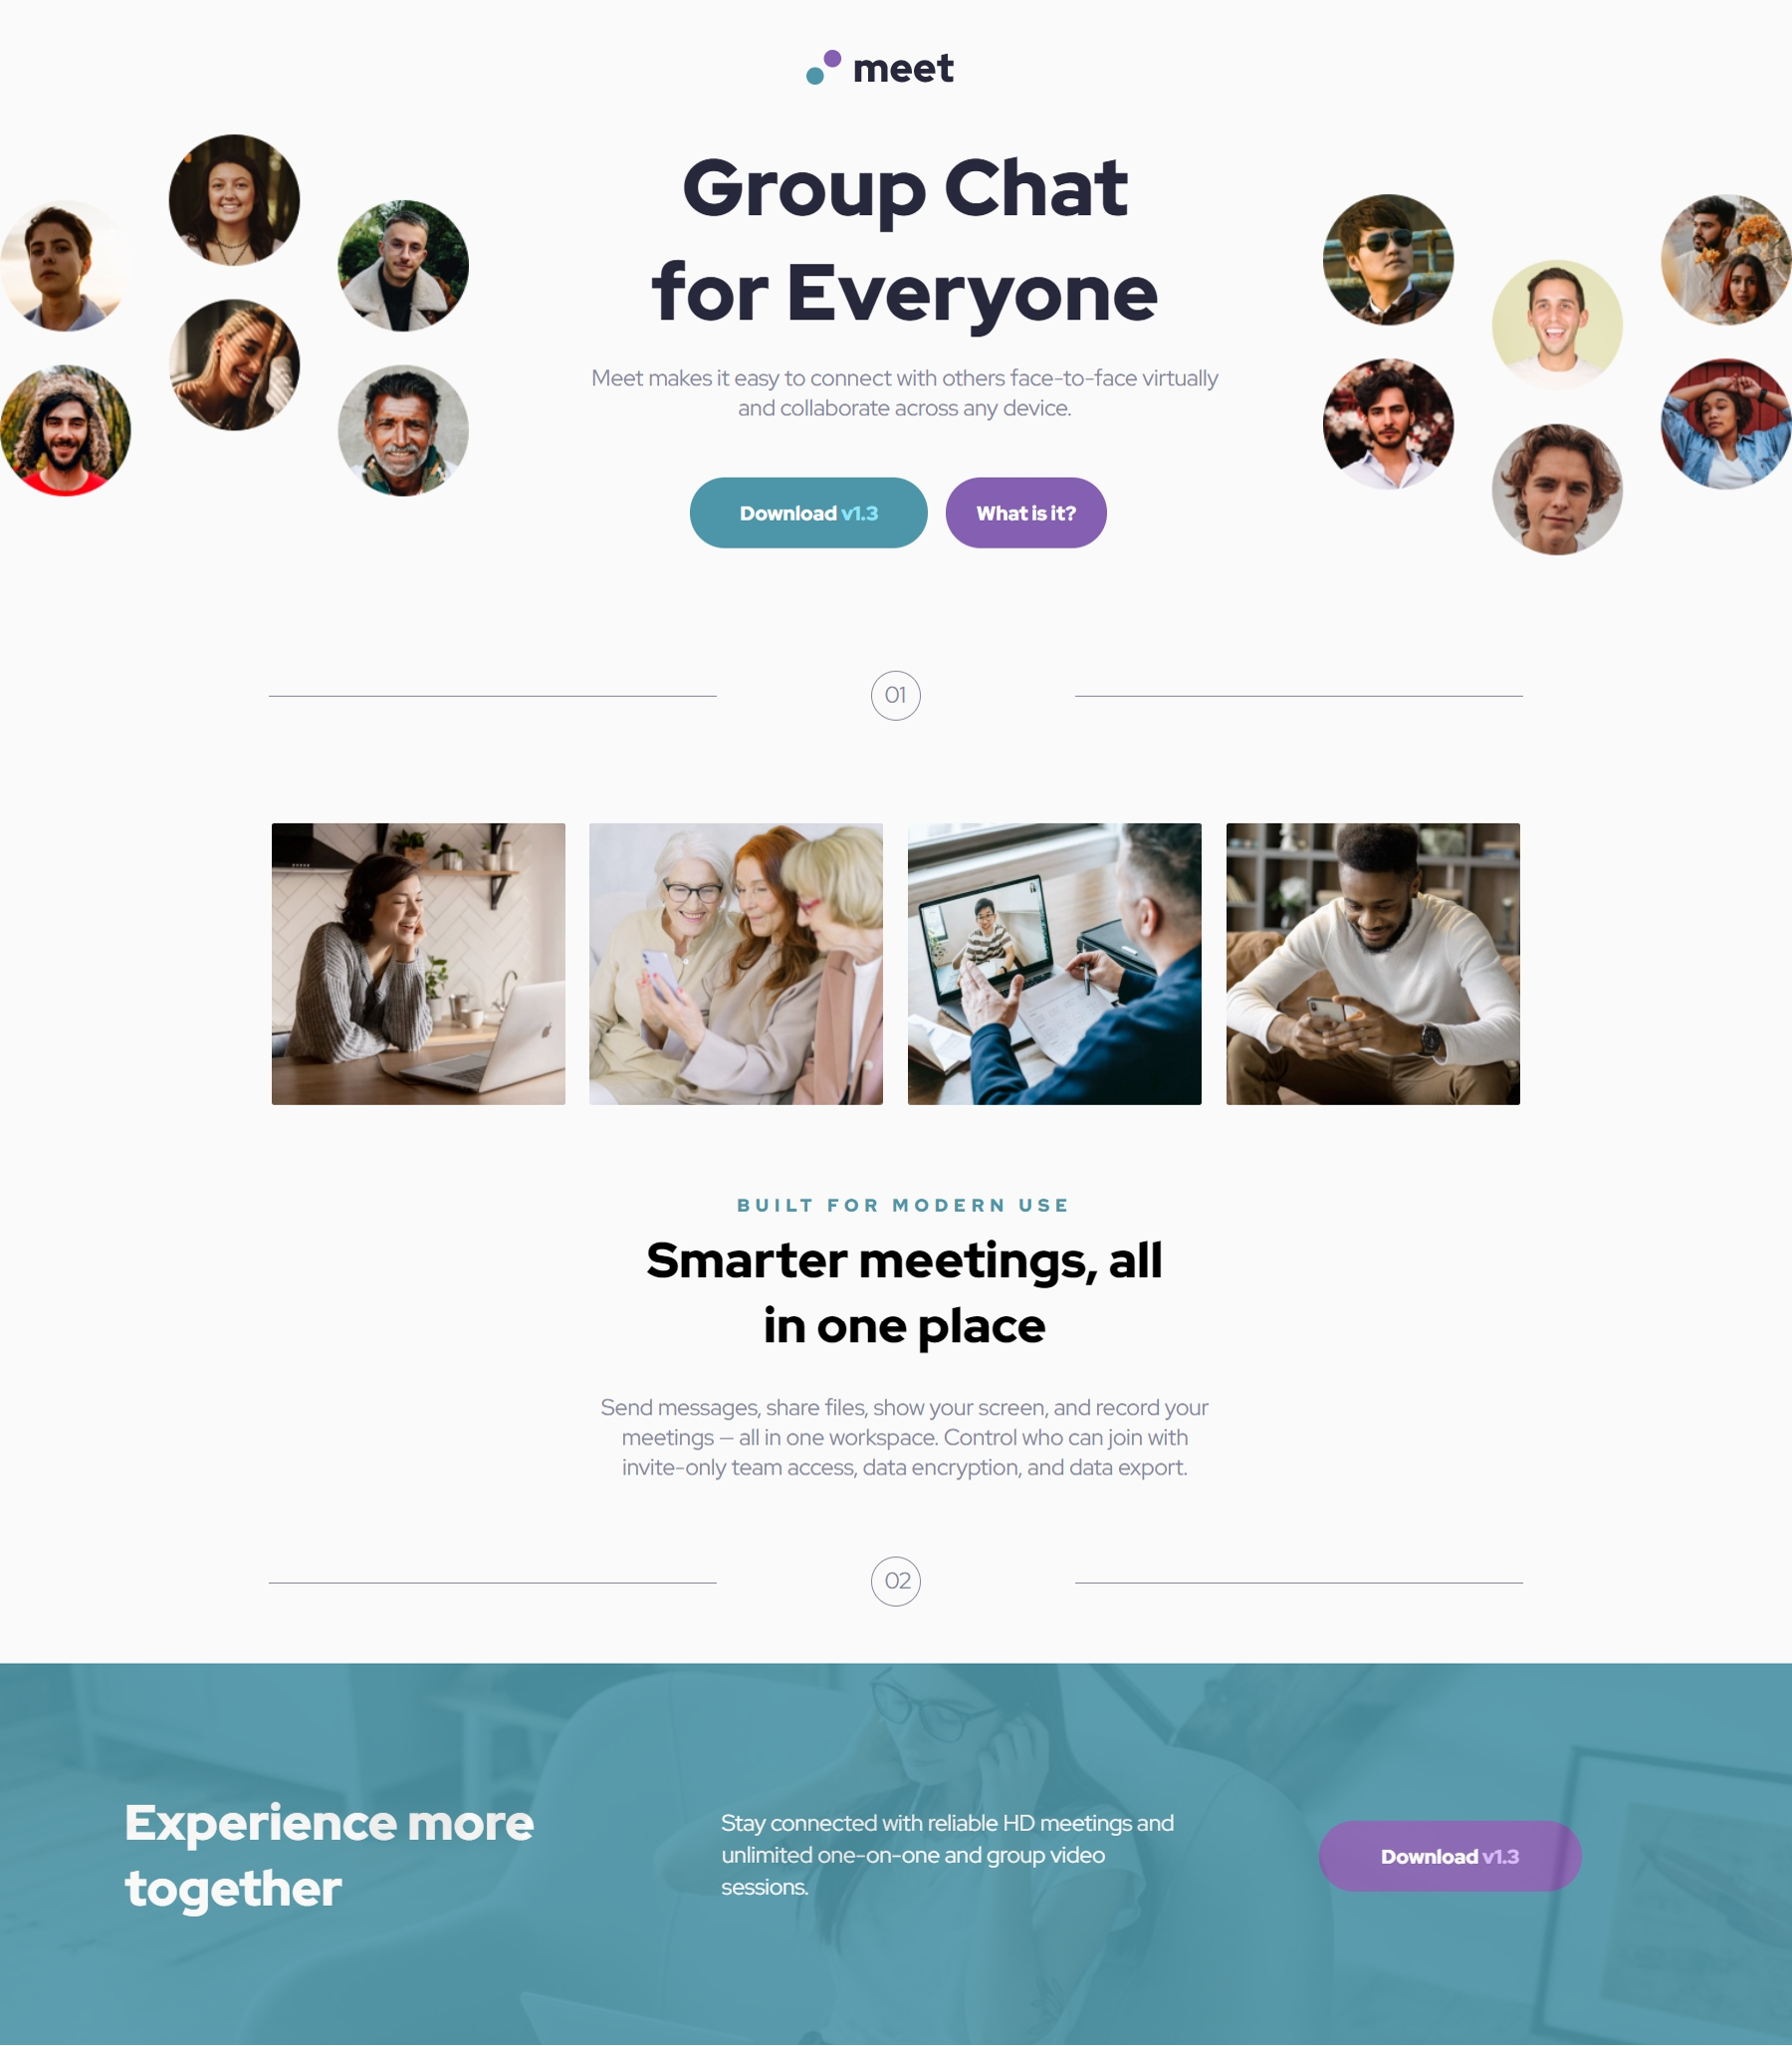 meet
Group Chat
for Everyone
Meet makes it easy to connect with others face-to-face virtually
and collaborate across any device.
Download v1.3
What is it?
01
BUILT FOR MODERN USE
Smarter meetings, all
in one place
Send messages, share files, show your screen, and record your
meetings — all in one workspace. Control who can join with
invite-only team access, data encryption, and data export.
02
Experience more
together
Stay connected with reliable HD meetings and
unlimited one-on-one and group video
sessions.
Download v1.3